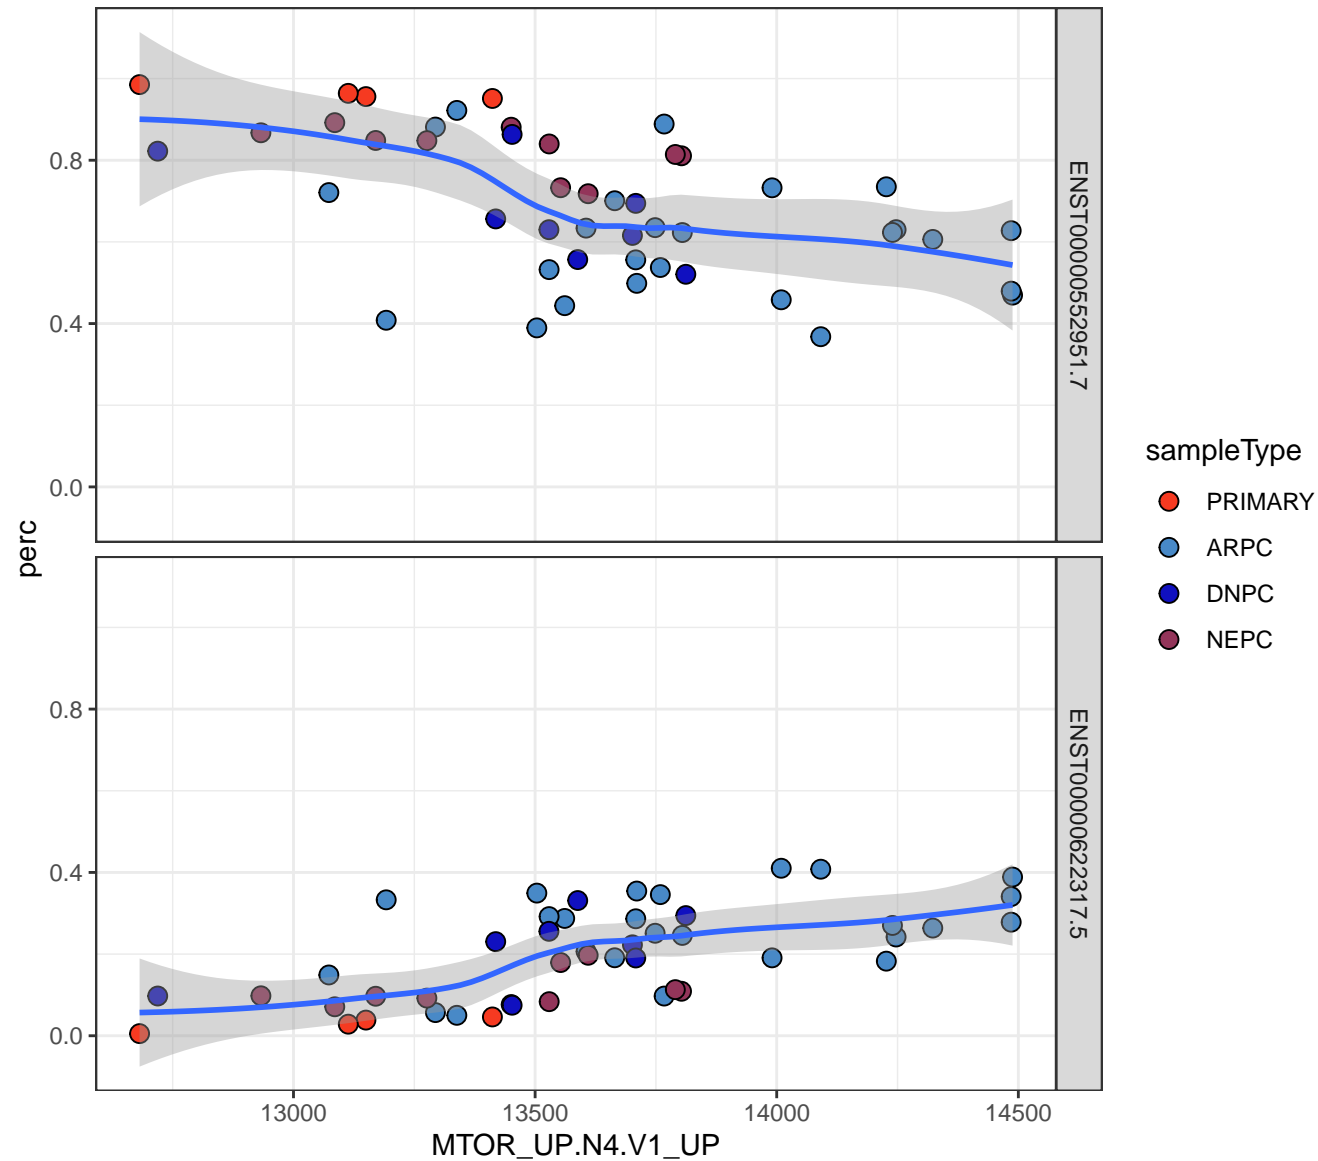 0.8
0.4
0.0
ENST00000552951.7
perc
0.8
0.4
0.0
ENST00000622317.5
13000
13500
14000
14500
MTOR_UP.N4.V1_UP
sampleType
PRIMARY
ARPC
DNPC
NEPC